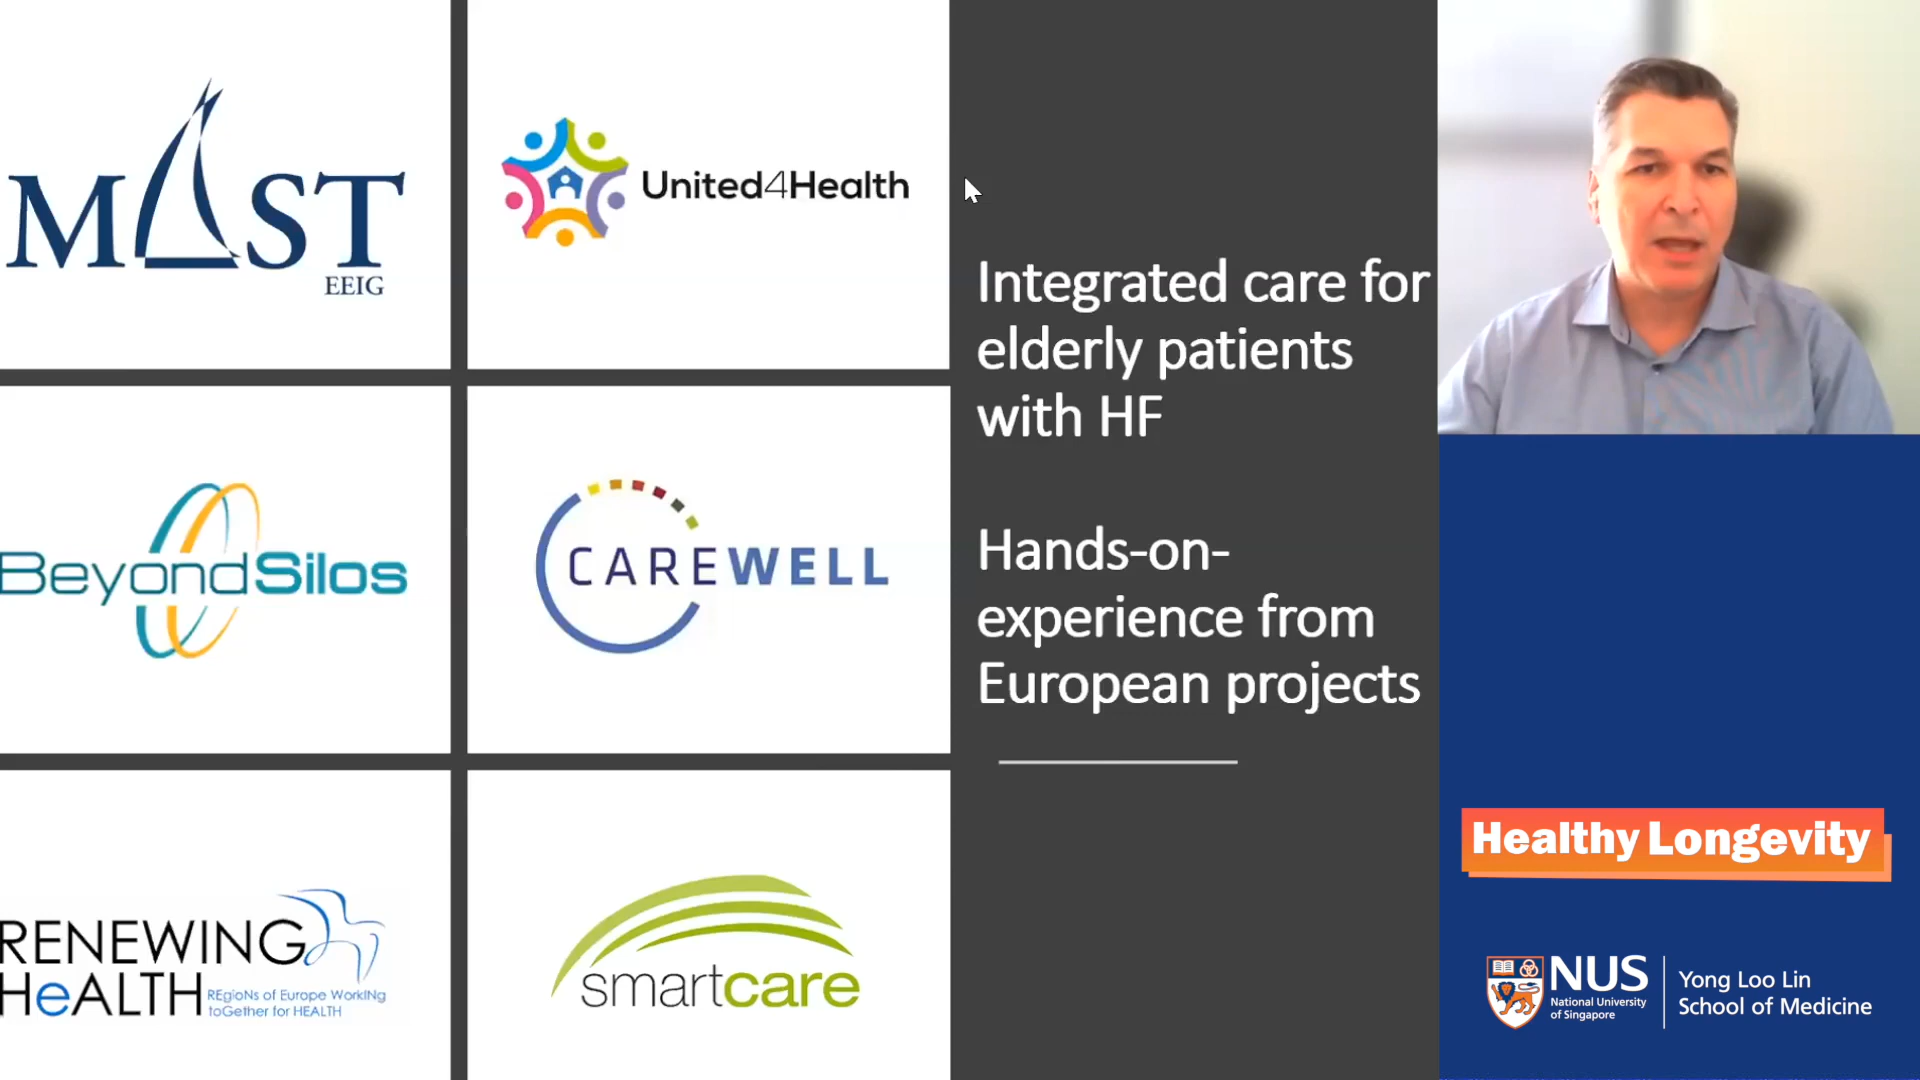 MAST
EEIG
United4Health
BeyondSilos
CAREWELL
RENEWING
HeALTH
REgioNs of Europe WorkINg
toGether for HEALTH
smartcare
Integrated care for
elderly patients
with HF
Hands-on-
experience from
European projects
Healthy Longevity
NUS
National University
of Singapore
Yong Loo Lin
School of Medicine